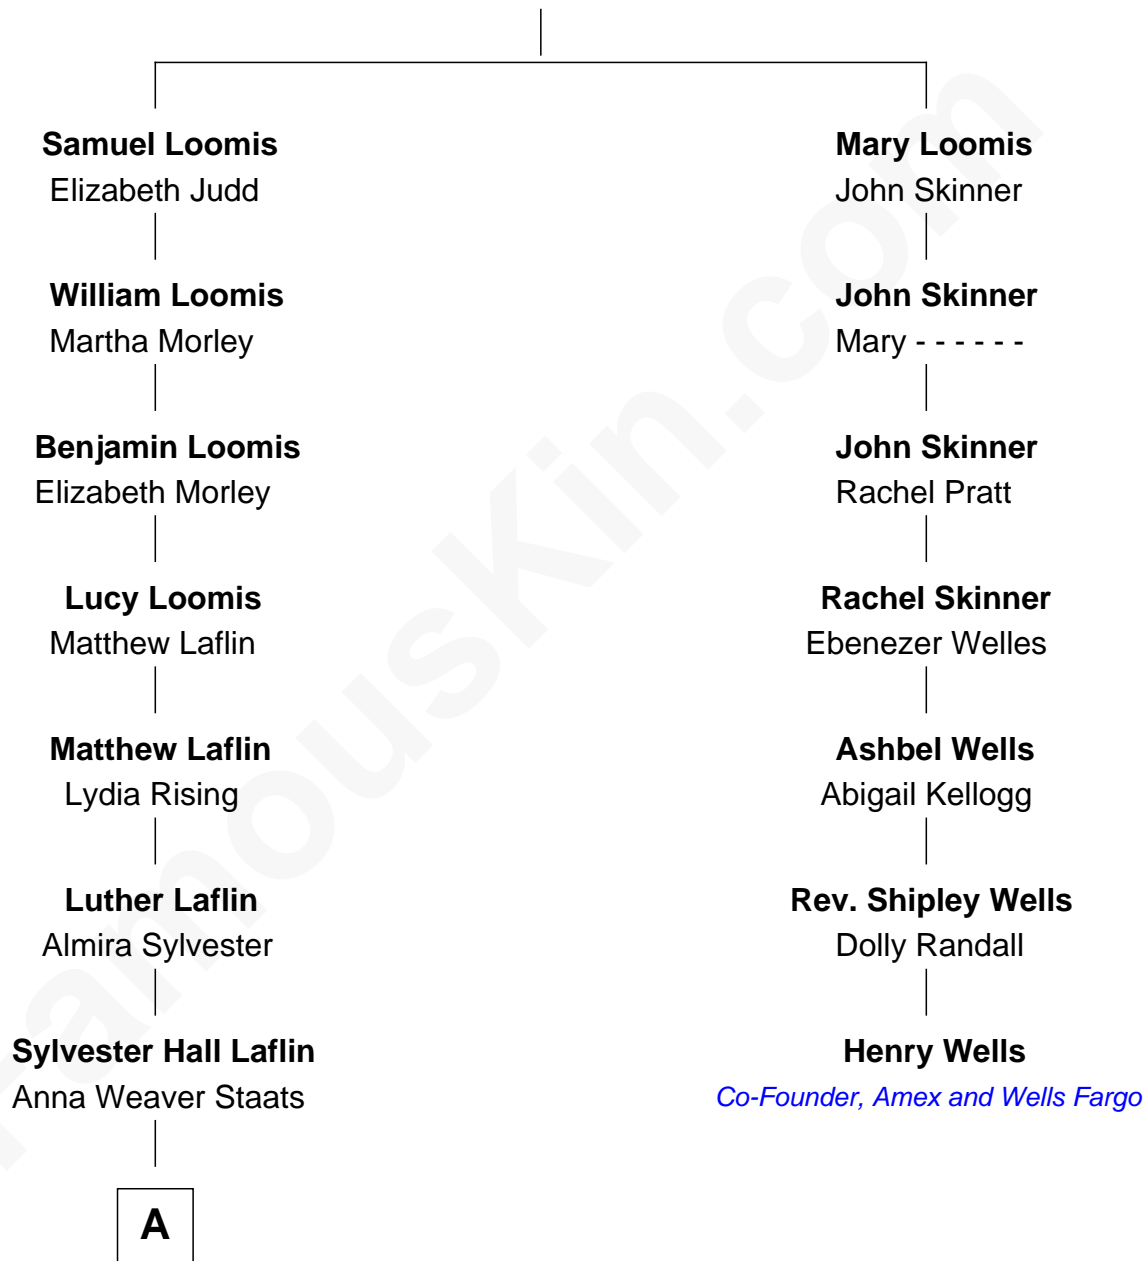 Samuel Loomis
Elizabeth Judd
William Loomis
Martha Morley
Benjamin Loomis
Elizabeth Morley
Lucy Loomis
Matthew Laflin
Matthew Laflin
Lydia Rising
Luther Laflin
Almira Sylvester
Sylvester Hall Laflin
Anna Weaver Staats
A
Mary Loomis
John Skinner
John Skinner
Mary - - - - - -
John Skinner
Rachel Pratt
Rachel Skinner
Ebenezer Welles
Ashbel Wells
Abigail Kellogg
Rev. Shipley Wells
Dolly Randall
Henry Wells
Co-Founder, Amex and Wells Fargo
FamousKin.com